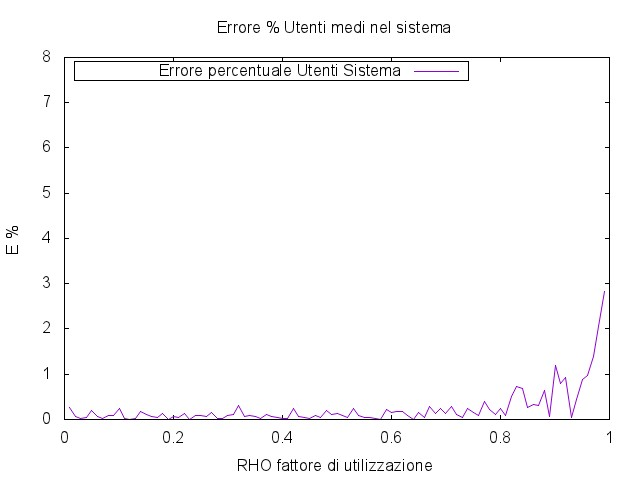 Errore % Utenti medi nel sistema
8
Errore percentuale Utenti Sistema
7
6
5
4
E %
3
2
1
0
0 0.2 0.4 0.6 0.8 1
RHO fattore di utilizzazione